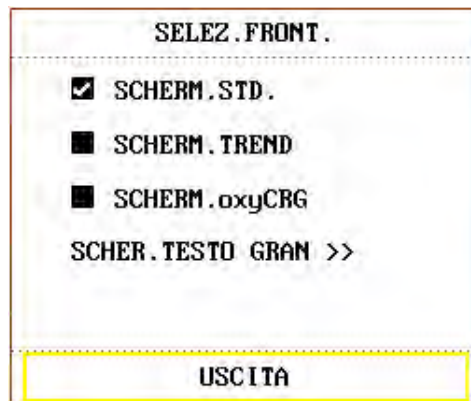 SELEZ.FRONT.
SCHERM.STD.
SCHERM.TREND
SCHERM.oxyCRG
SCHER.TESTO GRAN >>
USCITA